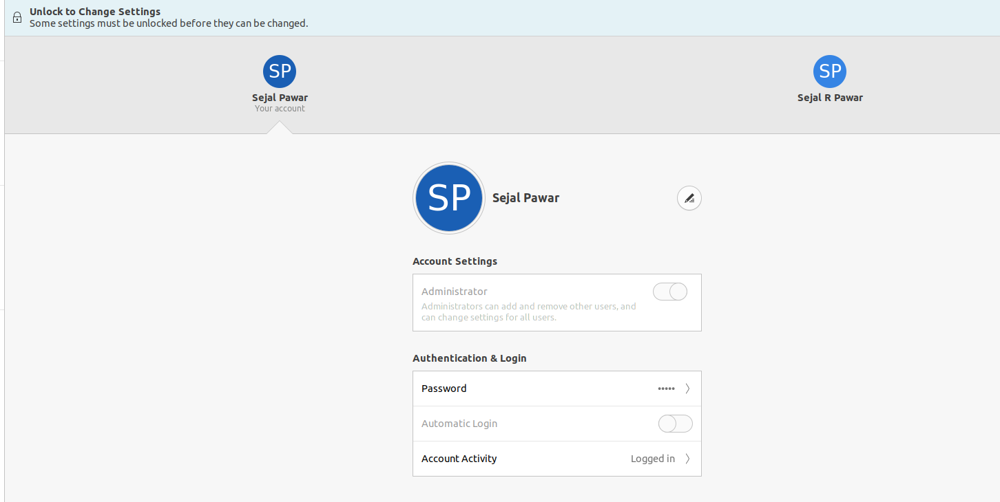 Unlock to Change Settings
Some settings must be unlocked before they can be changed.
SP
SP
Sejal Pawar
Sejal R Pawar
Your account
SP
Sejal Pawar
Account Settings
Administrator
Administrators can add and remove other users, and
can change settings for all users.
Authentication & Login
Password •••••
Automatic Login
Account Activity Logged in